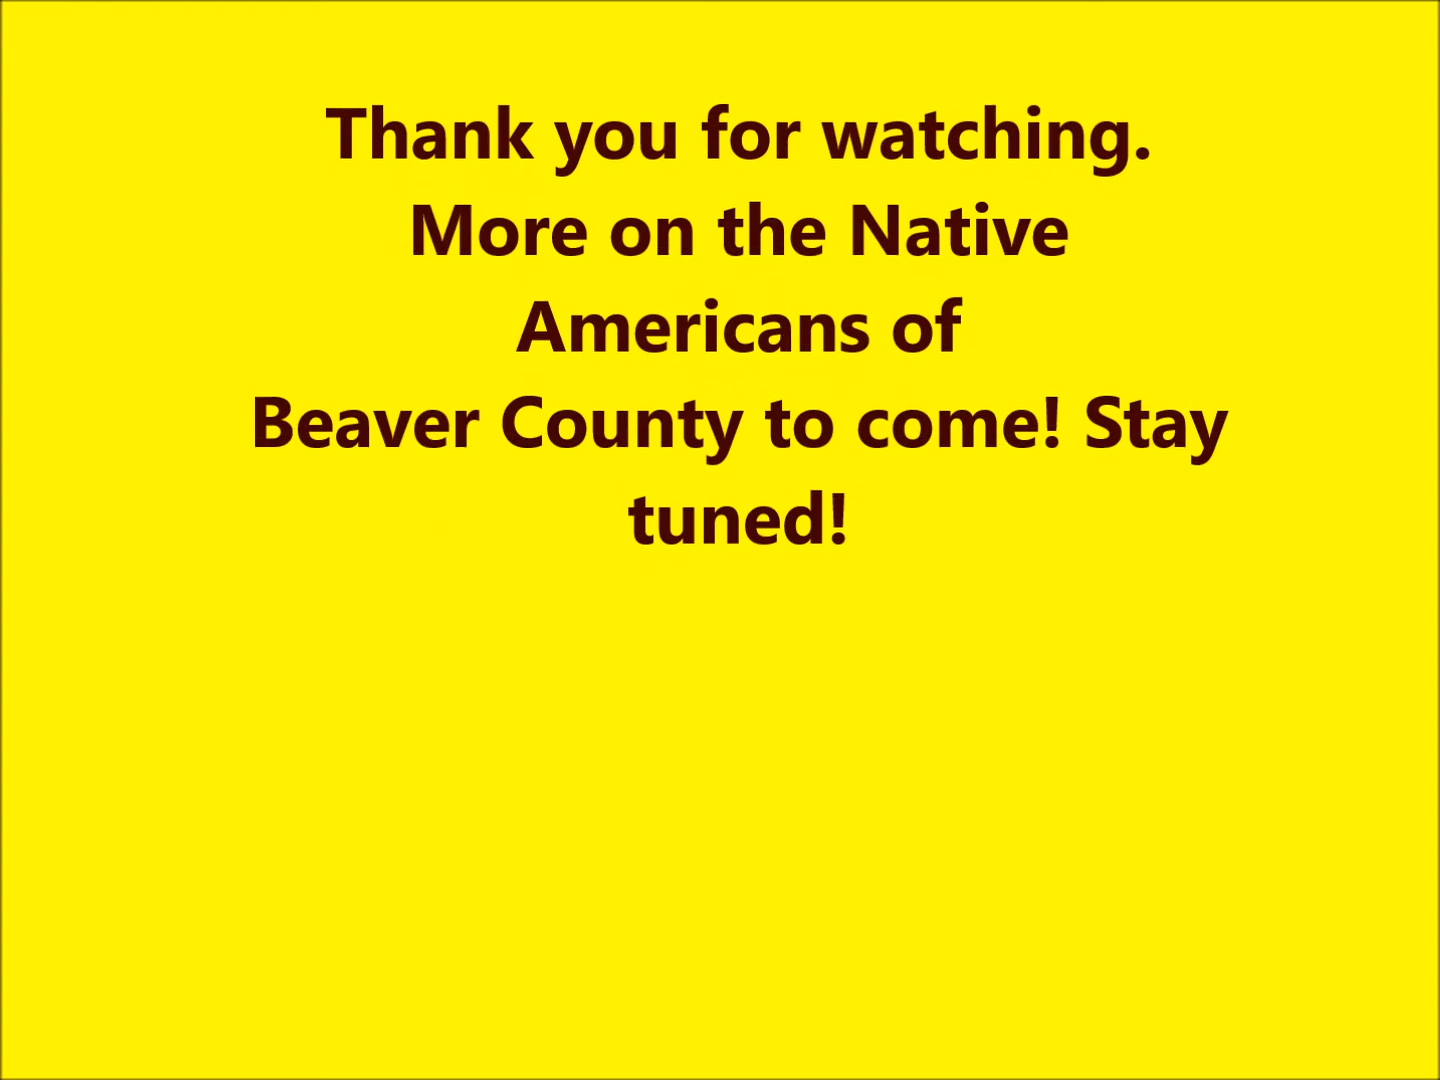 Thank you for watching.
More on the Native
Americans of
Beaver County to come! Stay
tuned!